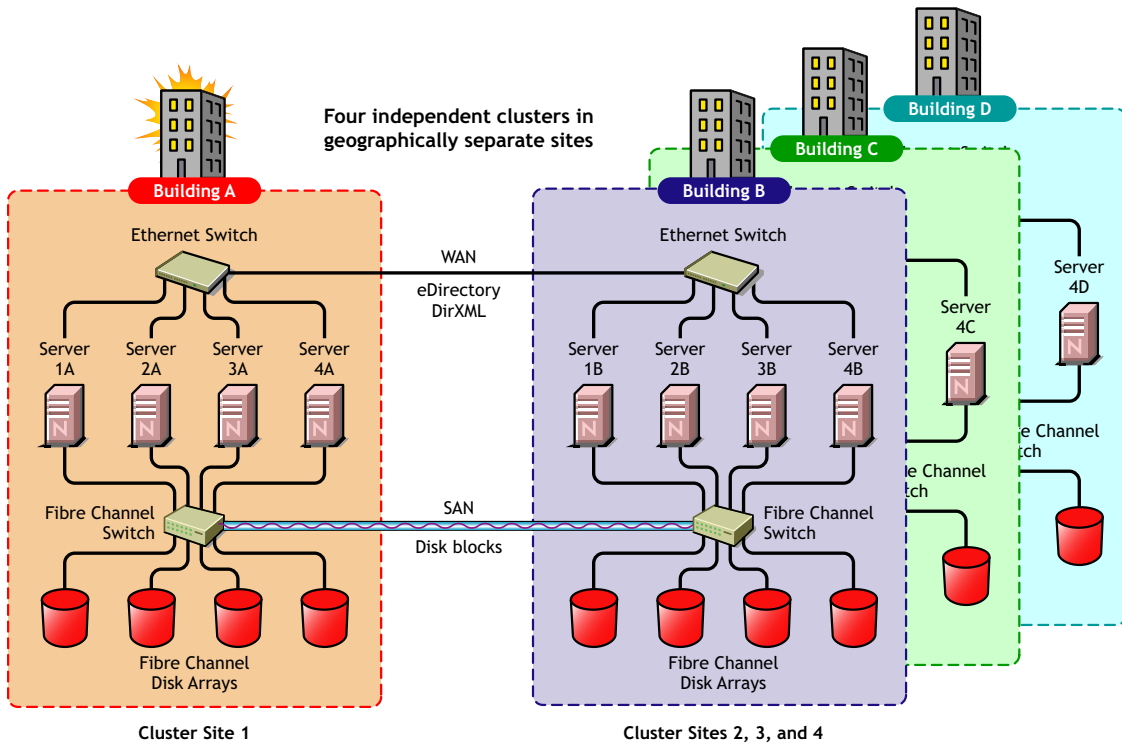 Four independent clusters in
geographically separate sites
Building D
Building C
Building B
Building A
Ethernet Switch
WAN
eDirectory
DirXML
Ethernet Switch
Server
1A
Server
2A
Server
3A
Server
4A
Server
1B
Server
2B
Server
3B
Server
4B
Server
4C
Server
4D
N
N
N
N
N
N
N
N
N
N
Fibre Channel
Switch
SAN
Disk blocks
Fibre Channel
Switch
Channel
Channel
Fibre Channel
Disk Arrays
Fibre Channel
Disk Arrays
Cluster Site 1
Cluster Sites 2, 3, and 4